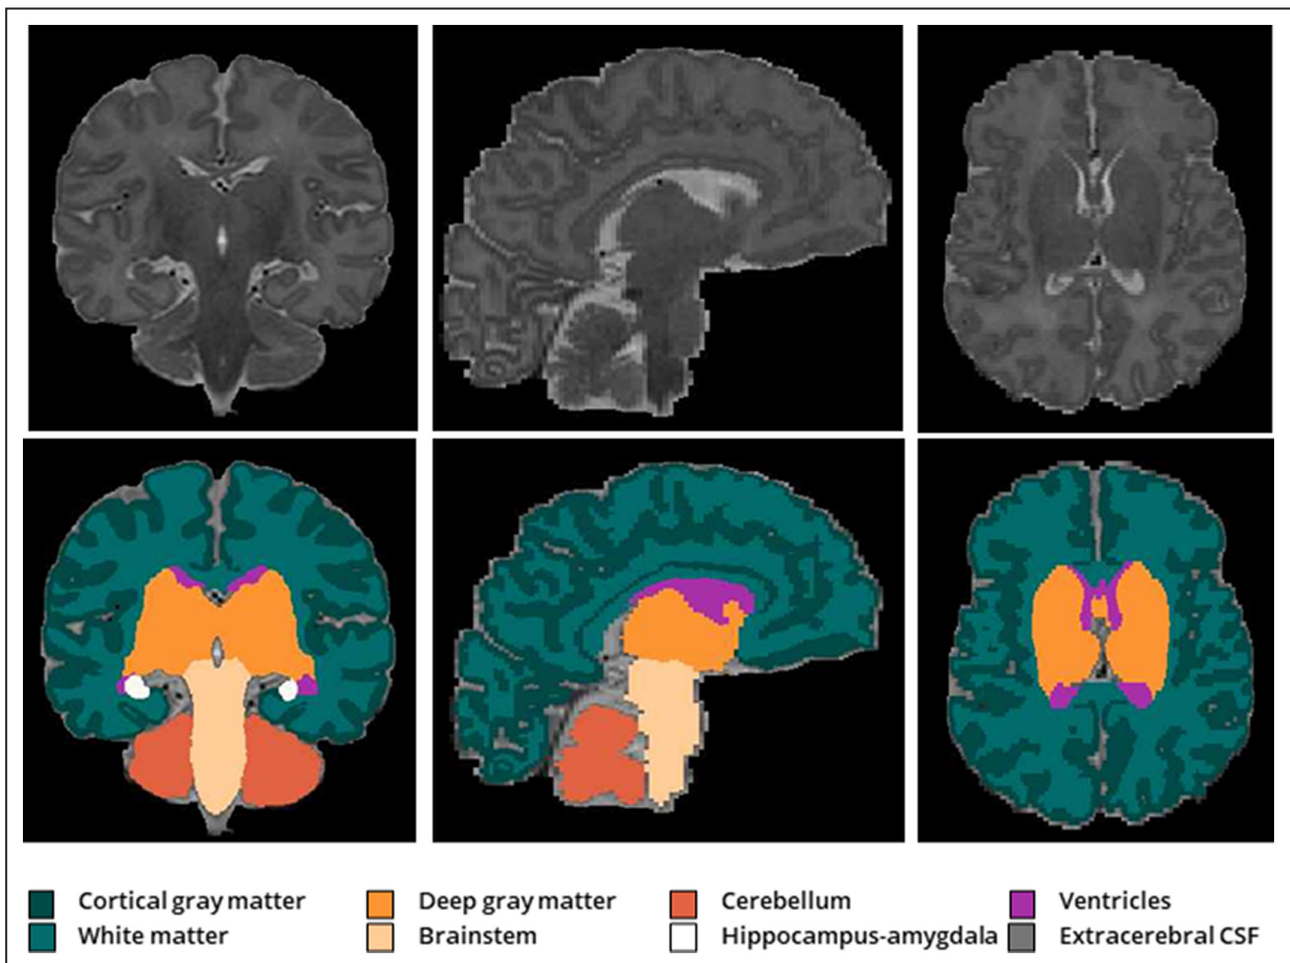 Cortical gray matter
Deep gray matter
Cerebellum
Ventricles
White matter
Brainstem
Hippocampus-amygdala
Extracerebral CSF